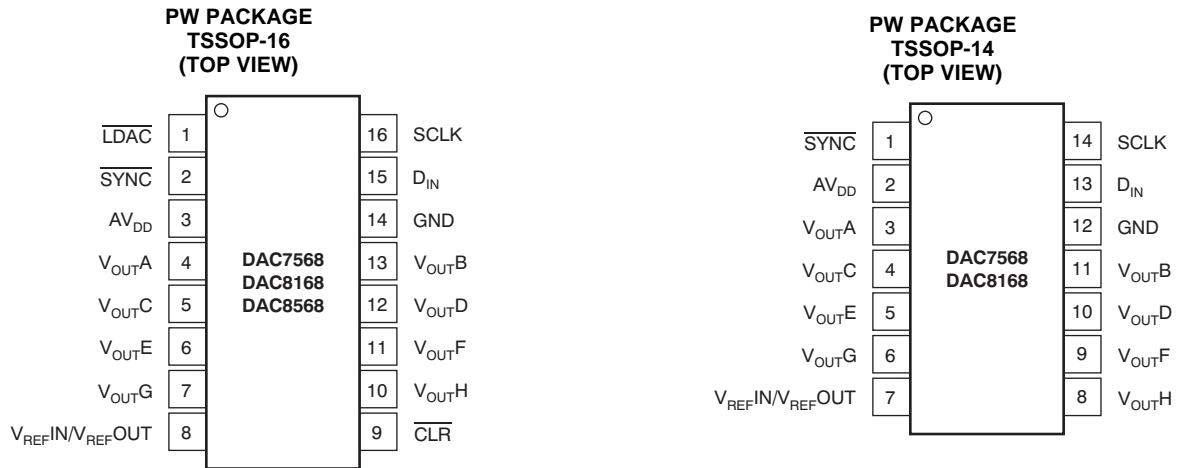 PW PACKAGE
TSSOP-16
(TOP VIEW)
LDAC 1 16 SCLK
SYNC 2 15 DIN
AVDD 3 14 GND
VOUTA 4 13 VOUTB
VOUTC 5 12 VOUTD
VOUTE 6 11 VOUTF
VOUTG 7 10 VOUTH
VREFIN/VREFOUT 8 9 CLR
DAC7568
DAC8168
DAC8568
PW PACKAGE
TSSOP-14
(TOP VIEW)
SYNC 1 14 SCLK
AVDD 2 13 DIN
VOUTA 3 12 GND
VOUTC 4 11 VOUTB
VOUTE 5 10 VOUTD
VOUTG 6 9 VOUTF
VREFIN/VREFOUT 7 8 VOUTH
DAC7568
DAC8168